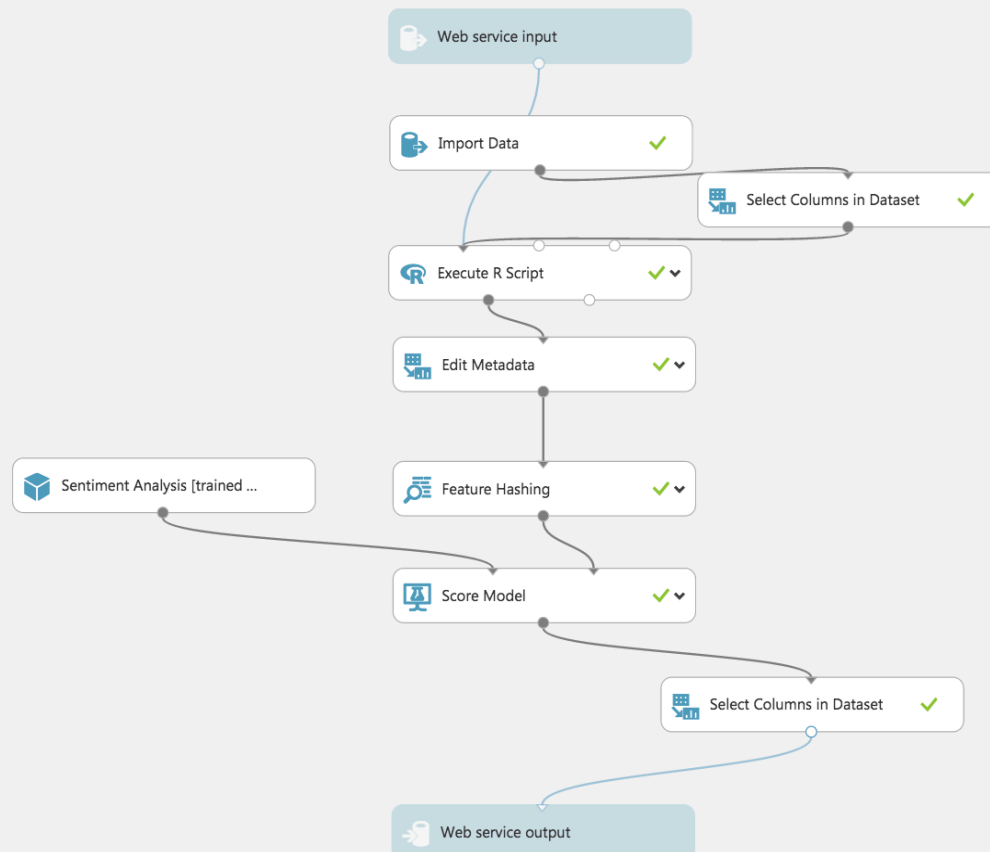 Web service input
Import Data
Select Columns in Dataset
Execute R Script
Edit Metadata
Sentiment Analysis [trained ...
Feature Hashing
Score Model
Select Columns in Dataset
Web service output